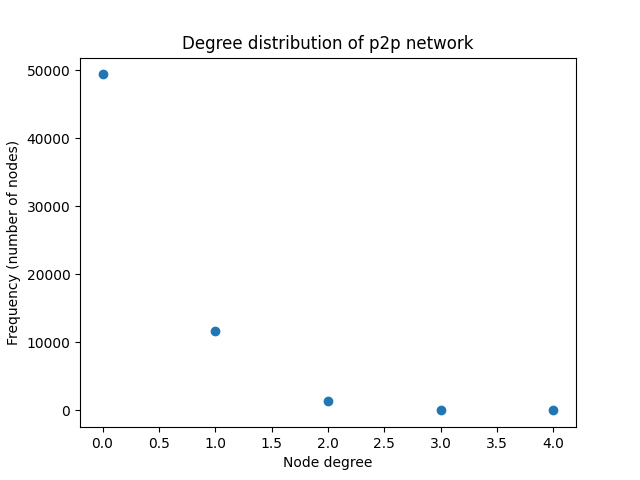 Degree distribution of p2p network
Frequency (number of nodes)
50000
40000
30000
20000
10000
0
0.0 0.5 1.0 1.5 2.0 2.5 3.0 3.5 4.0
Node degree